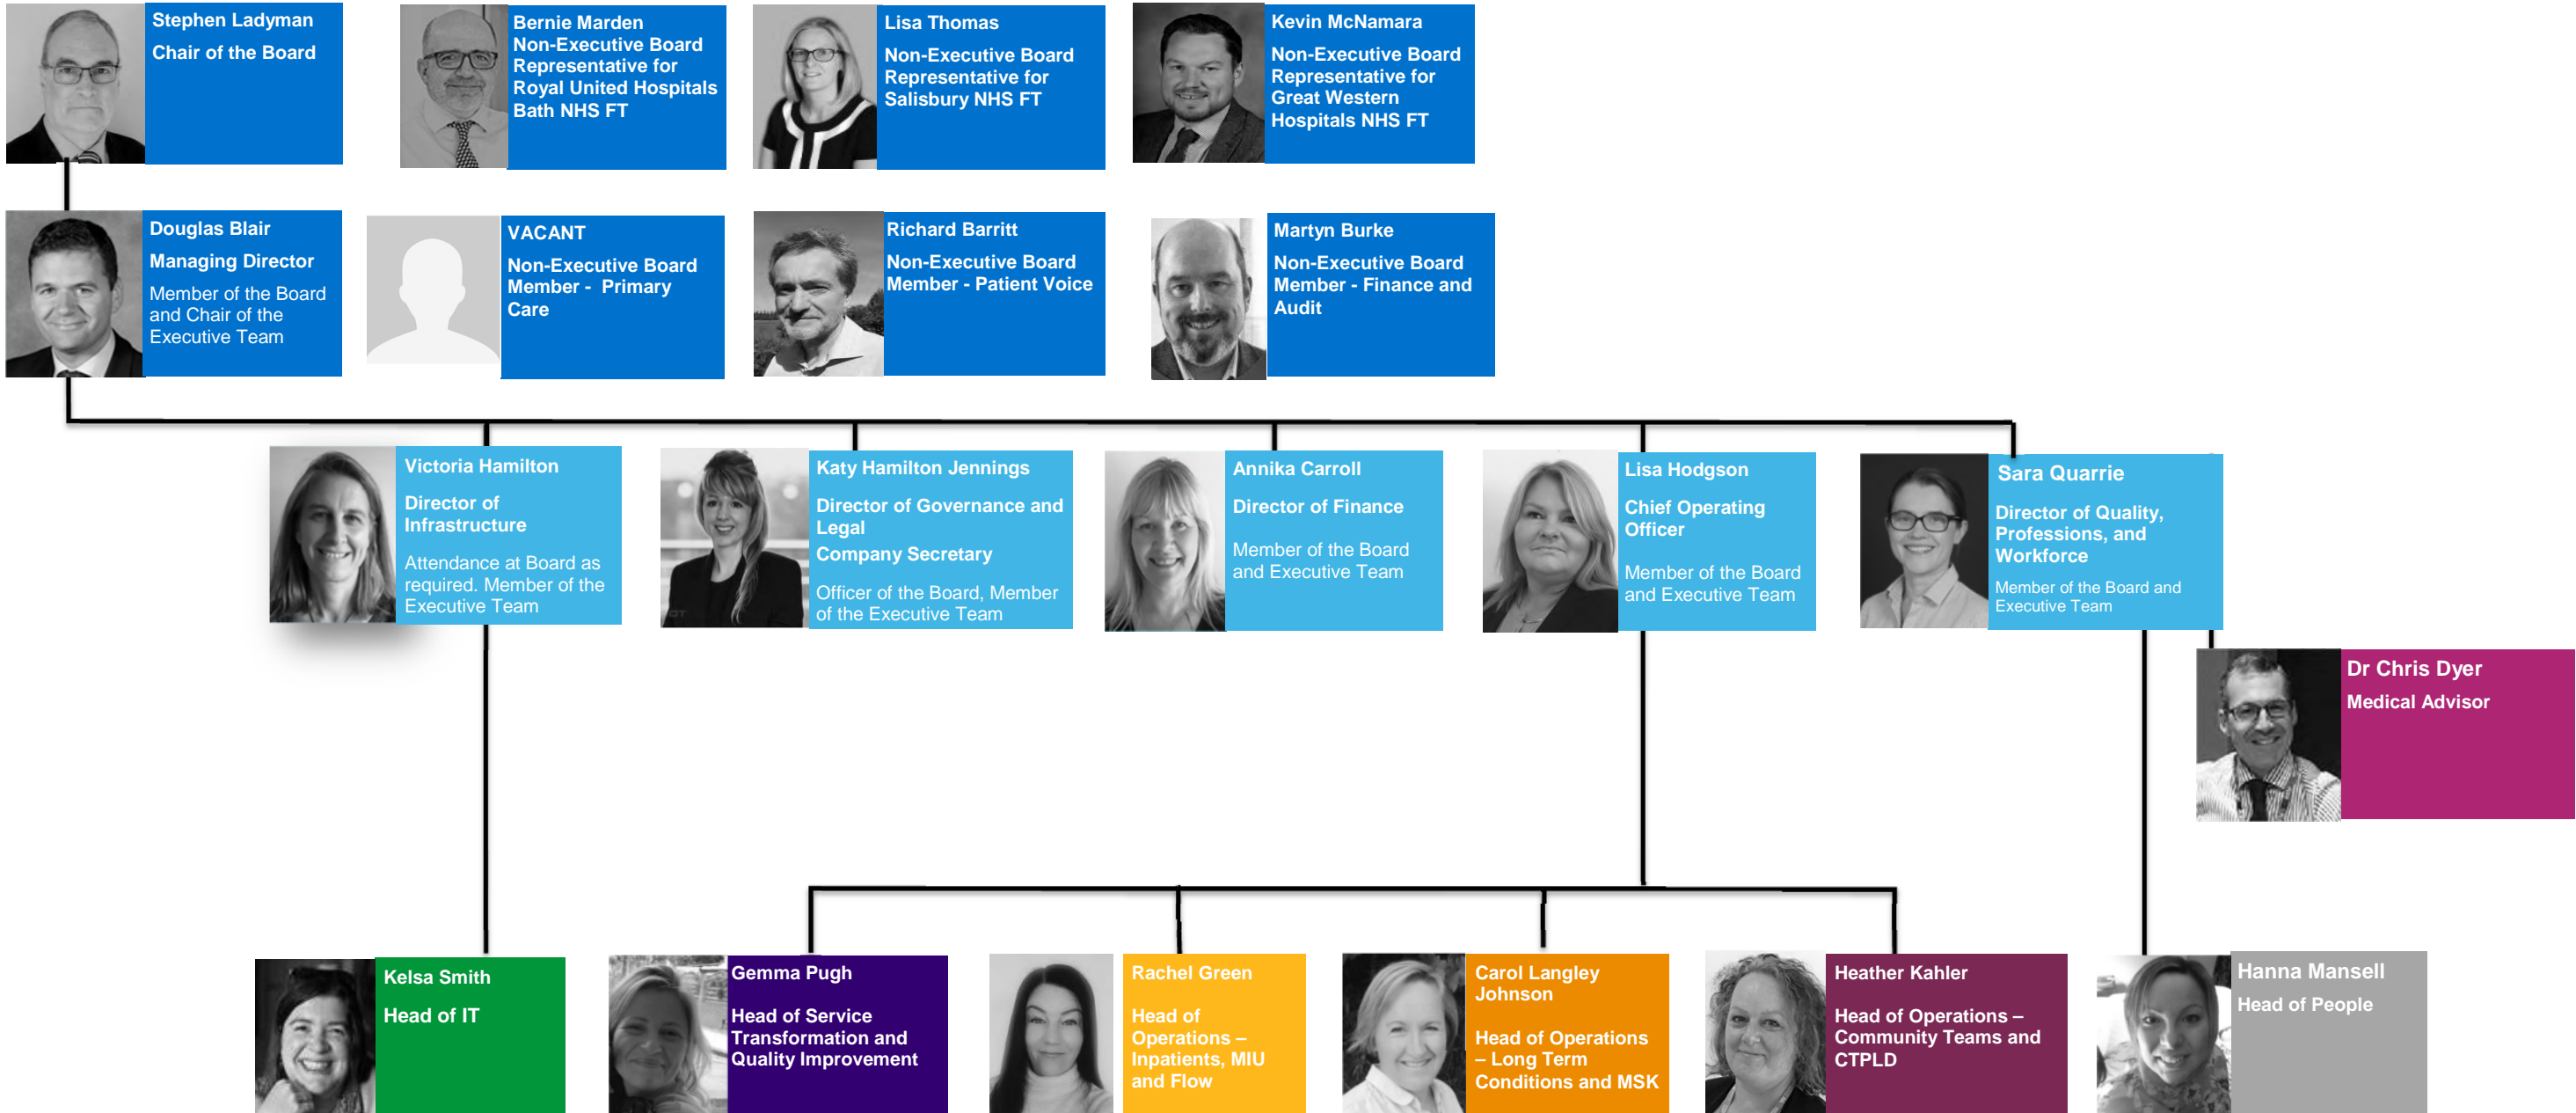 Stephen Ladyman
Chair of the Board
Bernie Marden
Non-Executive Board
Representative for
Royal United Hospitals
Bath NHS FT
Lisa Thomas
Non-Executive Board
Representative for
Salisbury NHS FT
Kevin McNamara
Non-Executive Board
Representative for
Great Western
Hospitals NHS FT
Douglas Blair
Managing Director
Member of the Board
and Chair of the
Executive Team
VACANT
Non-Executive Board
Member - Primary
Care
Richard Barritt
Non-Executive Board
Member - Patient Voice
Martyn Burke
Non-Executive Board
Member - Finance and
Audit
Victoria Hamilton
Director of
Infrastructure
Attendance at Board as
required. Member of the
Executive Team
Katy Hamilton Jennings
Director of Governance and
Legal
Company Secretary
Officer of the Board, Member
of the Executive Team
Annika Carroll
Director of Finance
Member of the Board
and Executive Team
Lisa Hodgson
Chief Operating
Officer
Member of the Board
and Executive Team
Sara Quarrie
Director of Quality,
Professions, and
Workforce
Member of the Board and
Executive Team
Dr Chris Dyer
Medical Advisor
Kelsa Smith
Head of IT
Gemma Pugh
Head of Service
Transformation and
Quality Improvement
Rachel Green
Head of
Operations –
Inpatients, MIU
and Flow
Carol Langley
Johnson
Head of Operations
– Long Term
Conditions and MSK
Heather Kahler
Head of Operations –
Community Teams and
CTPLD
Hanna Mansell
Head of People